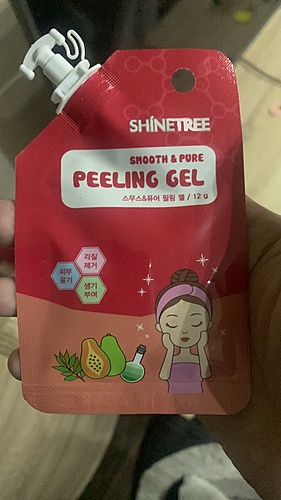 SHINETREE
SMOOTH & PURE
PEELING GEL
스무스&퓨어 필링 젤 / 12 g
각질
제거
피부
윤기
생기
부여